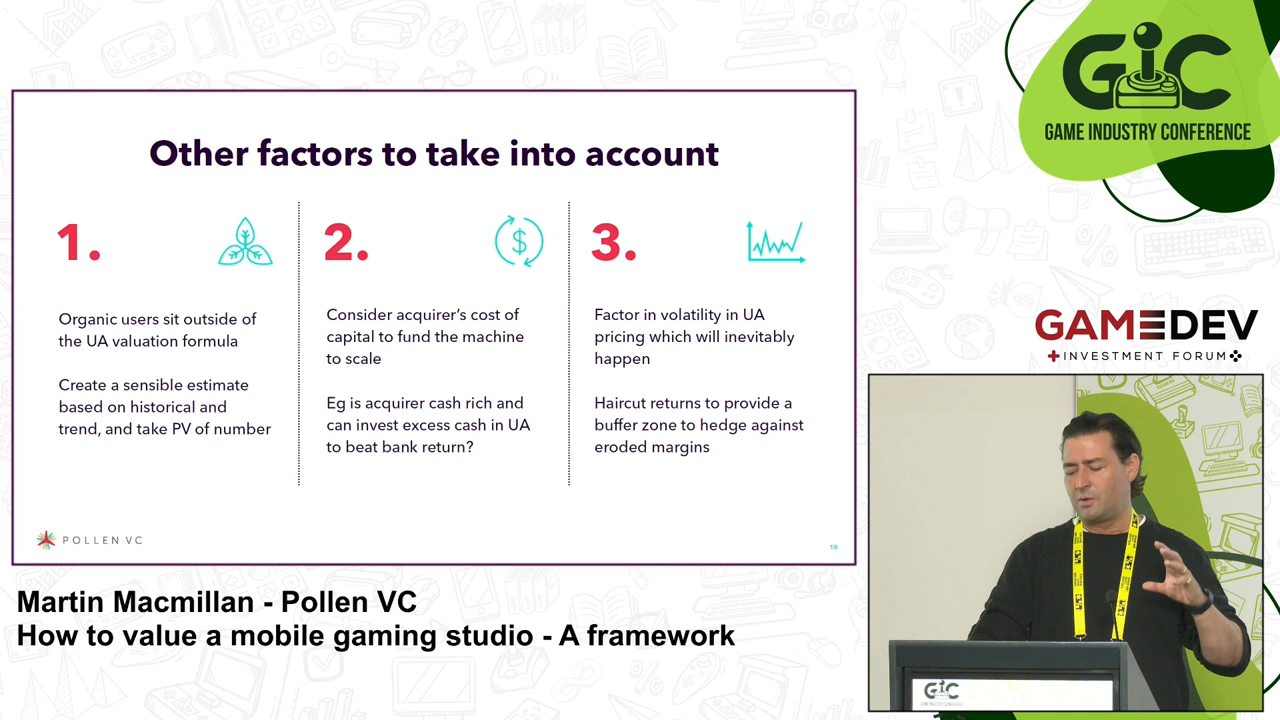 Other factors to take into account
1.
Organic users sit outside of
the UA valuation formula
Create a sensible estimate
based on historical and
trend, and take PV of number
2.
Consider acquirer's cost of
capital to fund the machine
to scale
Eg is acquirer cash rich and
can invest excess cash in UA
to beat bank return?
3.
Factor in volatility in UA
pricing which will inevitably
happen
Haircut returns to provide a
buffer zone to hedge against
eroded margins
POLLEN VC
19
GIC
GAME INDUSTRY CONFERENCE
GAMEDEV
INVESTMENT FORUM
GIC
GAME INDUSTRY CONFERENCE
Martin Macmillan - Pollen VC
How to value a mobile gaming studio - A framework